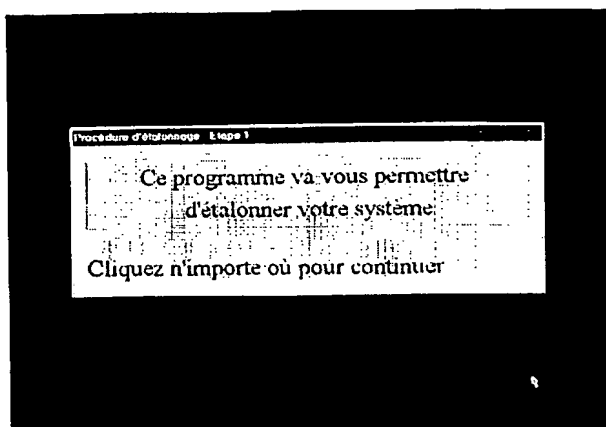 Procédure d'étalonnage Etape 1
Ce programme va vous permettre
d'étalonner votre système
Cliquez n'importe où pour continuer